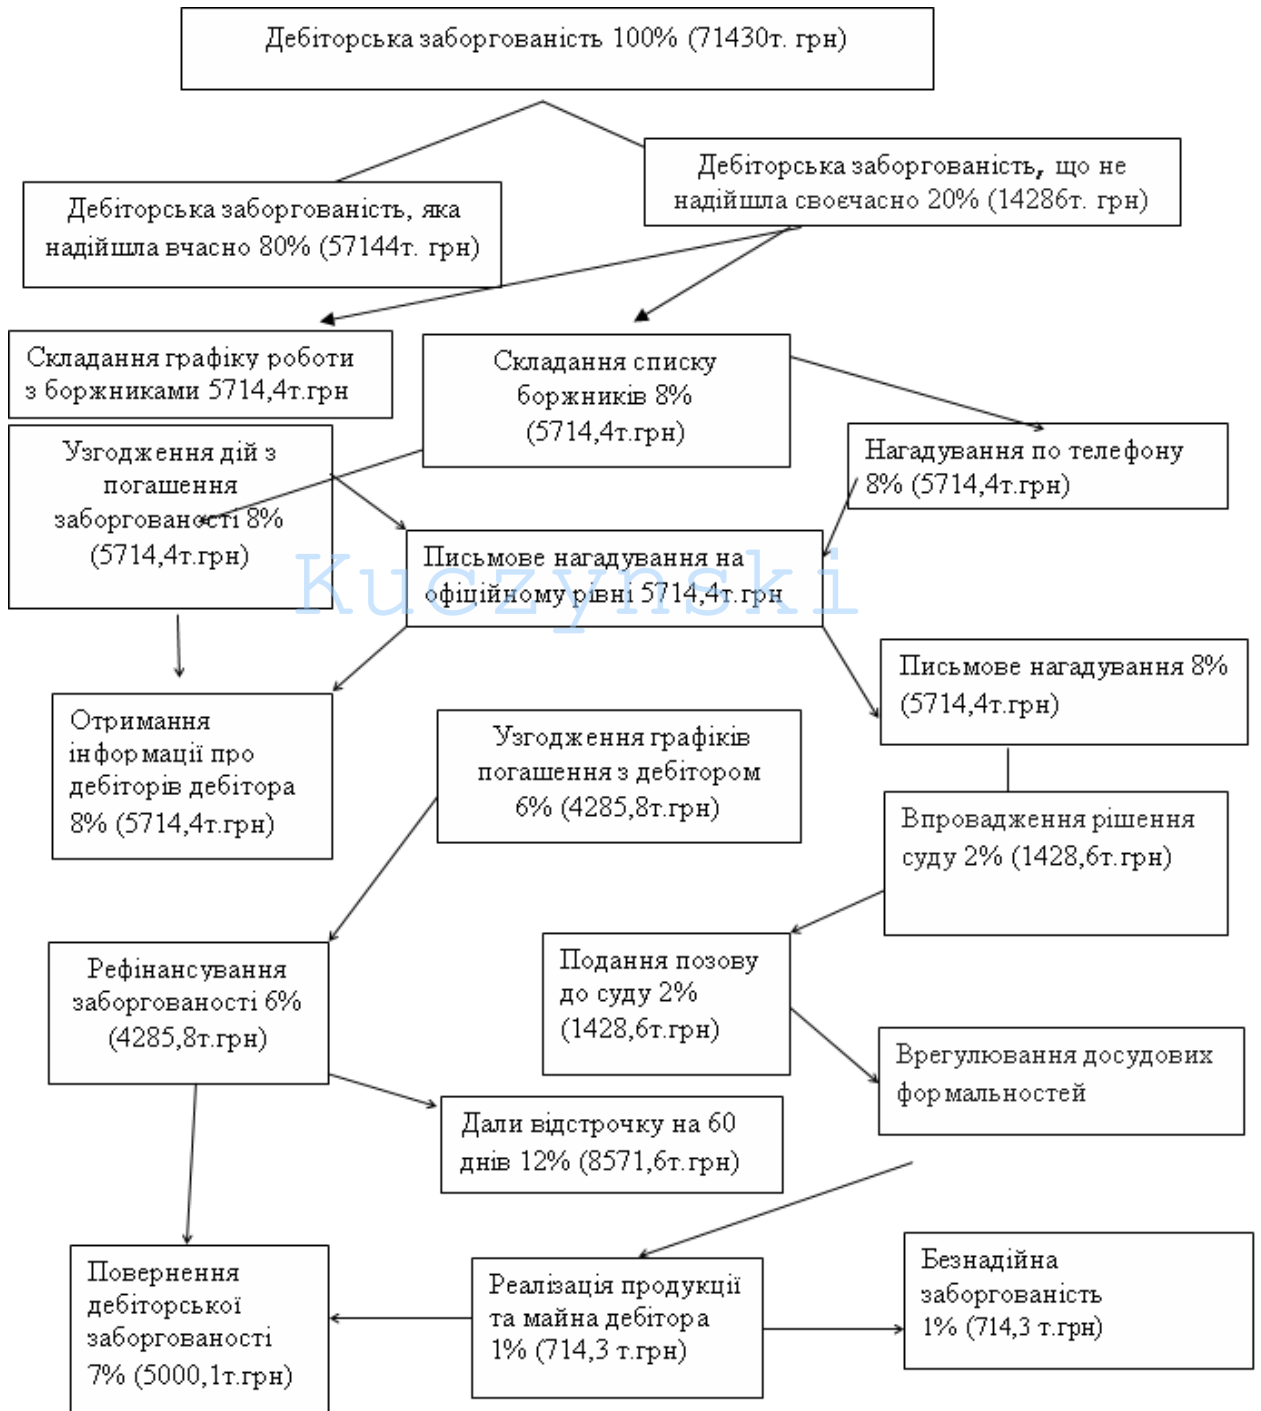 Дебіторська заборгованість 100% (71430т. грн)
Дебіторська заборгованість, що не
надійшла своєчасно 20% (14286т. грн)
Дебіторська заборгованість, яка
надійшла вчасно 80% (57144т. грн)
Складання графіку роботи
з боржниками 5714,4т.грн
Складання списку
боржників 8%
(5714,4т.грн)
Нагадування по телефону
8% (5714,4т.грн)
Узгодження дій з
погашення
заборгованості 8%
(5714,4т.грн)
Письмове нагадування на
офіційному рівні 5714,4т.грн
Kuczynski
Письмове нагадування 8%
(5714,4т.грн)
Отримання
інформації про
дебіторів дебітора
8% (5714,4т.грн)
Узгодження графіків
погашення з дебітором
6% (4285,8т.грн)
Впровадження рішення
суду 2% (1428,6т.грн)
Рефінансування
заборгованості 6%
(4285,8т.грн)
Подання позову
до суду 2%
(1428,6т.грн)
Врегулювання досудових
формальностей
Дали відстрочку на 60
днів 12% (8571,6т.грн)
Повернення
дебіторської
заборгованості
7% (5000,1т.грн)
Реалізація продукції
та майна дебітора
1% (714,3 т.грн)
Безнадійна
заборгованість
1% (714,3 т.грн)